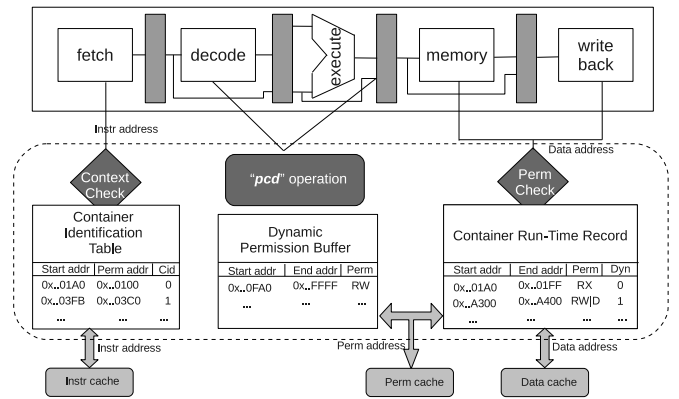 fetch
decode
execute
memory
write
back
Instr address
Data address
Context
Check
"pcd" operation
Perm
Check
Container
Identification
Table
Start addr Perm addr Cid
0x..01A0 0x..0100 0
0x..03FB 0x..03C0 1
... ... ...
Dynamic
Permission Buffer
Start addr End addr Perm
0x..0FA0 0x..FFFF RW
... ... ...
Container Run-Time Record
Start addr End addr Perm Dyn
0x..01A0 0x..01FF RX 0
0x..A300 0x..A400 RW|D 1
... ... ... ...
Instr address
Perm address
Data address
Instr cache
Perm cache
Data cache